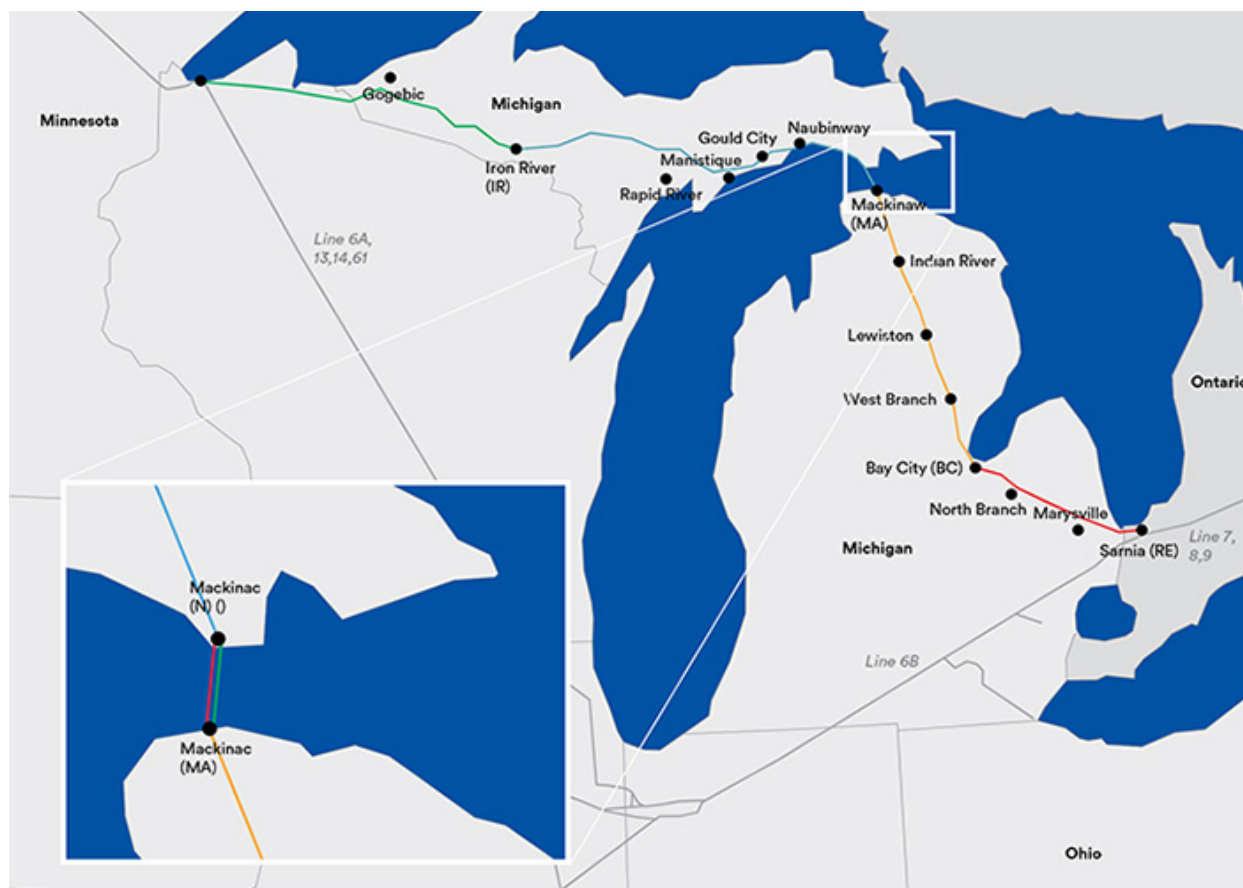 Gogebic
Michigan
Minnesota
Naubinway
Gould City
Manistique
Iron River
(IR)
Rapid River
Mackinaw
(MA)
Line 6A,
13,14,61
Indian River
Lewiston
Ontario
West Branch
Bay City (BC)
North Branch
Marysville
Michigan
Sarnia (RE)
Line 7,
8,9
Mackinac
(N) ()
Line 6B
Mackinac
(MA)
Ohio